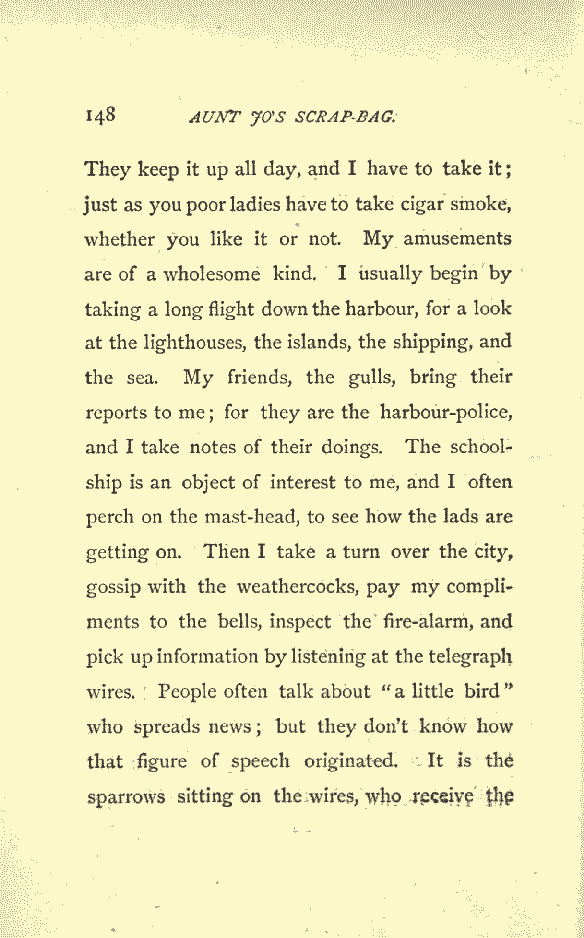 148 AUNT JO'S SCRAP-BAG.
They keep it up all day, and I have to take it;
just as you poor ladies have to take cigar smoke,
whether you like it or not. My amusements
are of a wholesome kind. I usually begin by
taking a long flight down the harbour, for a look
at the lighthouses, the islands, the shipping, and
the sea. My friends, the gulls, bring their
reports to me; for they are the harbour-police,
and I take notes of their doings. The school-
ship is an object of interest to me, and I often
perch on the mast-head, to see how the lads are
getting on. Then I take a turn over the city,
gossip with the weathercocks, pay my compli-
ments to the bells, inspect the fire-alarm, and
pick up information by listening at the telegraph
wires. People often talk about "a little bird"
who spreads news; but they don't know how
that figure of speech originated. It is the
sparrows sitting on the wires, who receive the